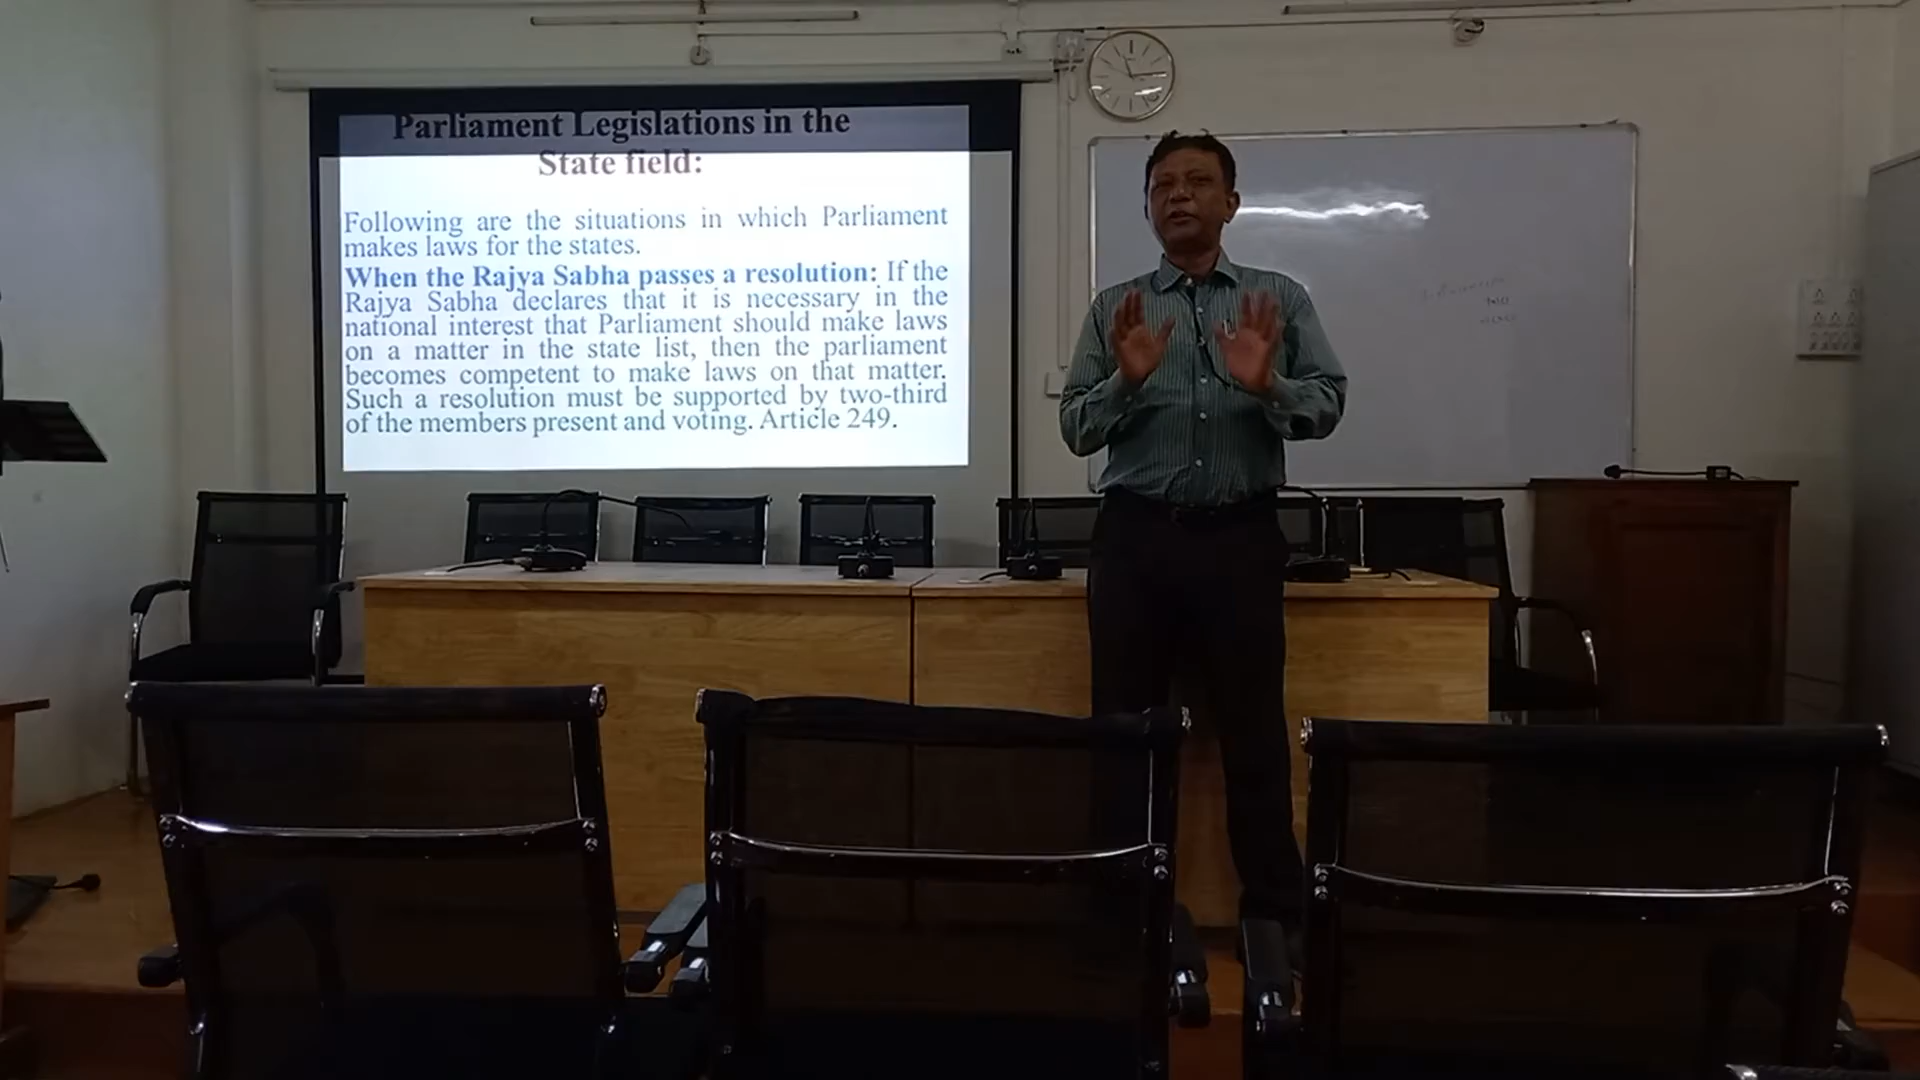 Parliament Legislations in the
State field:
Following are the situations in which Parliament
makes laws for the states.
When the Rajya Sabha passes a resolution: If the
Rajya Sabha declares that it is necessary in the
national interest that Parliament should make laws
on a matter in the state list, then the parliament
becomes competent to make laws on that matter.
Such a resolution must be supported by two-third
of the members present and voting. Article 249.